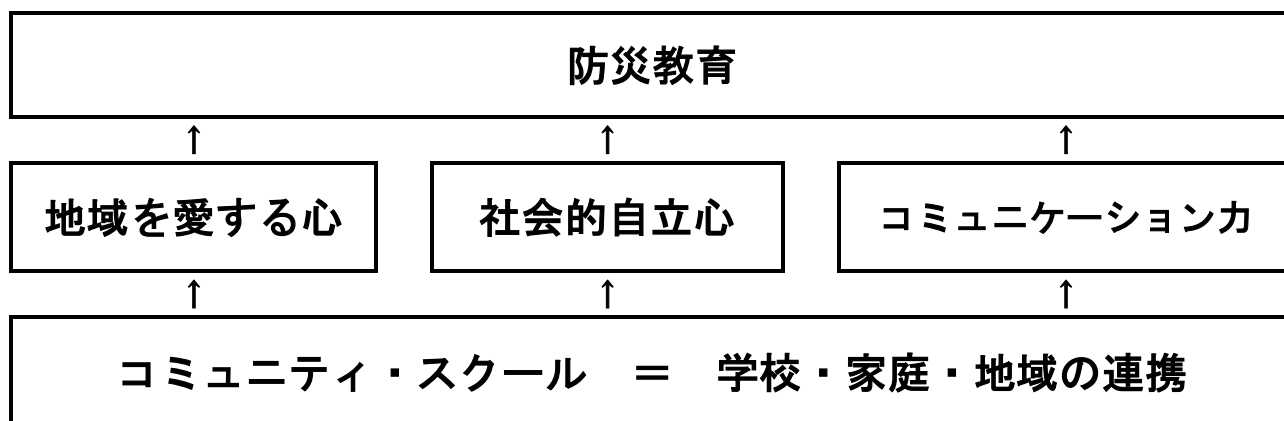 防災教育
↑ ↑ ↑
地域を愛する心 社会的自立心 コミュニケーション力
↑ ↑ ↑
コミュニティ・スクール ＝ 学校・家庭・地域の連携